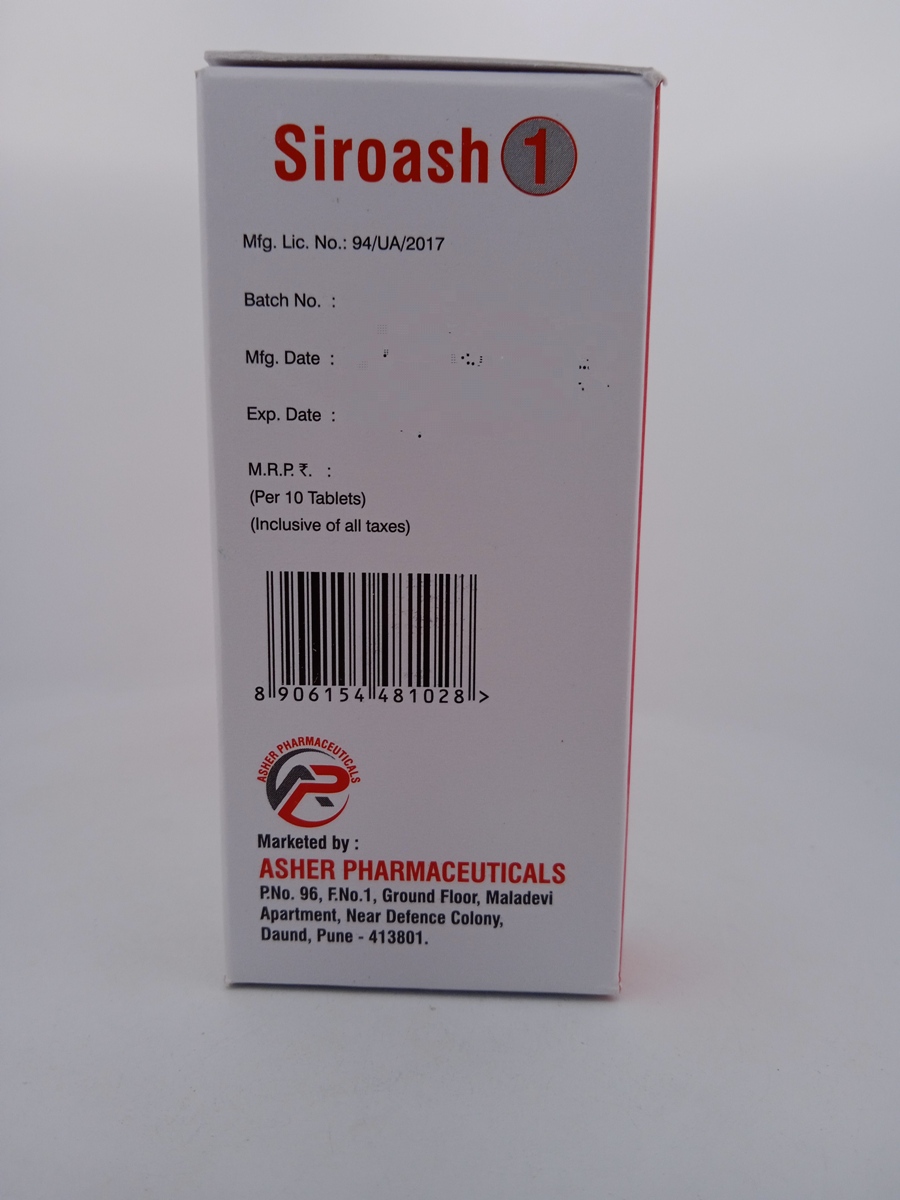 Siroash 1
Mfg. Lic. No.: 94/UA/2017
Batch No. :
Mfg. Date :
Exp. Date :
M.R.P. ₹. :
(Per 10 Tablets)
(Inclusive of all taxes)
8 906154 481028 >
ASHER PHARMACEUTICALS
Marketed by :
ASHER PHARMACEUTICALS
P.No. 96, F.No.1, Ground Floor, Maladevi
Apartment, Near Defence Colony,
Daund, Pune - 413801.